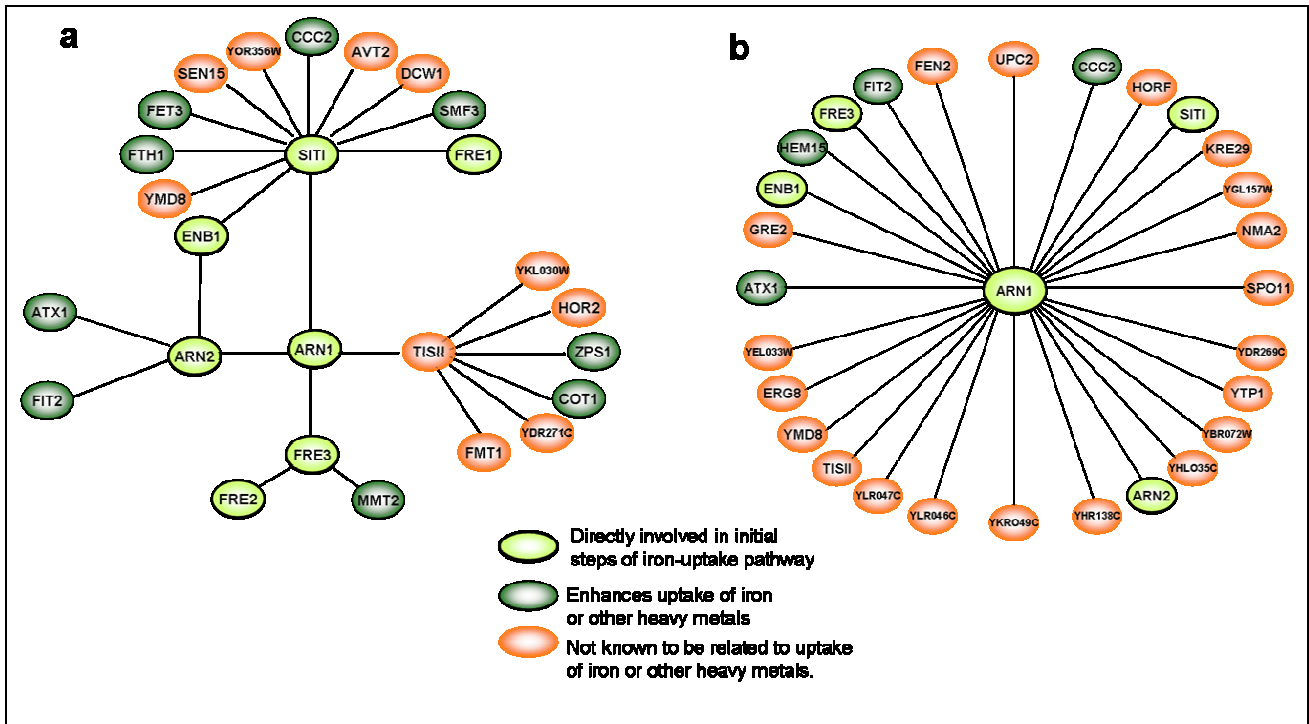 a
CCC2
YOR356W
AVT2
SEN15
DCW1
FET3
SMF3
FTH1
SITI
FRE1
YMD8
ENB1
YKL030W
ATX1
HOR2
ARN2
ARN1
TISII
ZPS1
FIT2
COT1
YDR271C
FMT1
FRE3
FRE2
MMT2
b
UPC2
FEN2
CCC2
FIT2
HORF
FRE3
SITI
HEM15
KRE29
ENB1
YGL157W
GRE2
NMA2
ATX1
ARN1
SPO11
YEL033W
YDR269C
ERG8
YTP1
YMD8
YBR072W
TISII
YHLO35C
YLR047C
ARN2
YLR046C
YKRO49C
YHR138C
Directly involved in initial
steps of iron-uptake pathway
Enhances uptake of iron
or other heavy metals
Not known to be related to uptake
of iron or other heavy metals.